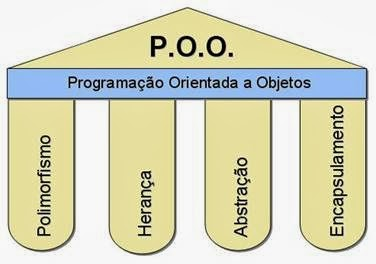 P.O.O.
Programação Orientada a Objetos
Polimorfismo
Herança
Abstração
Encapsulamento